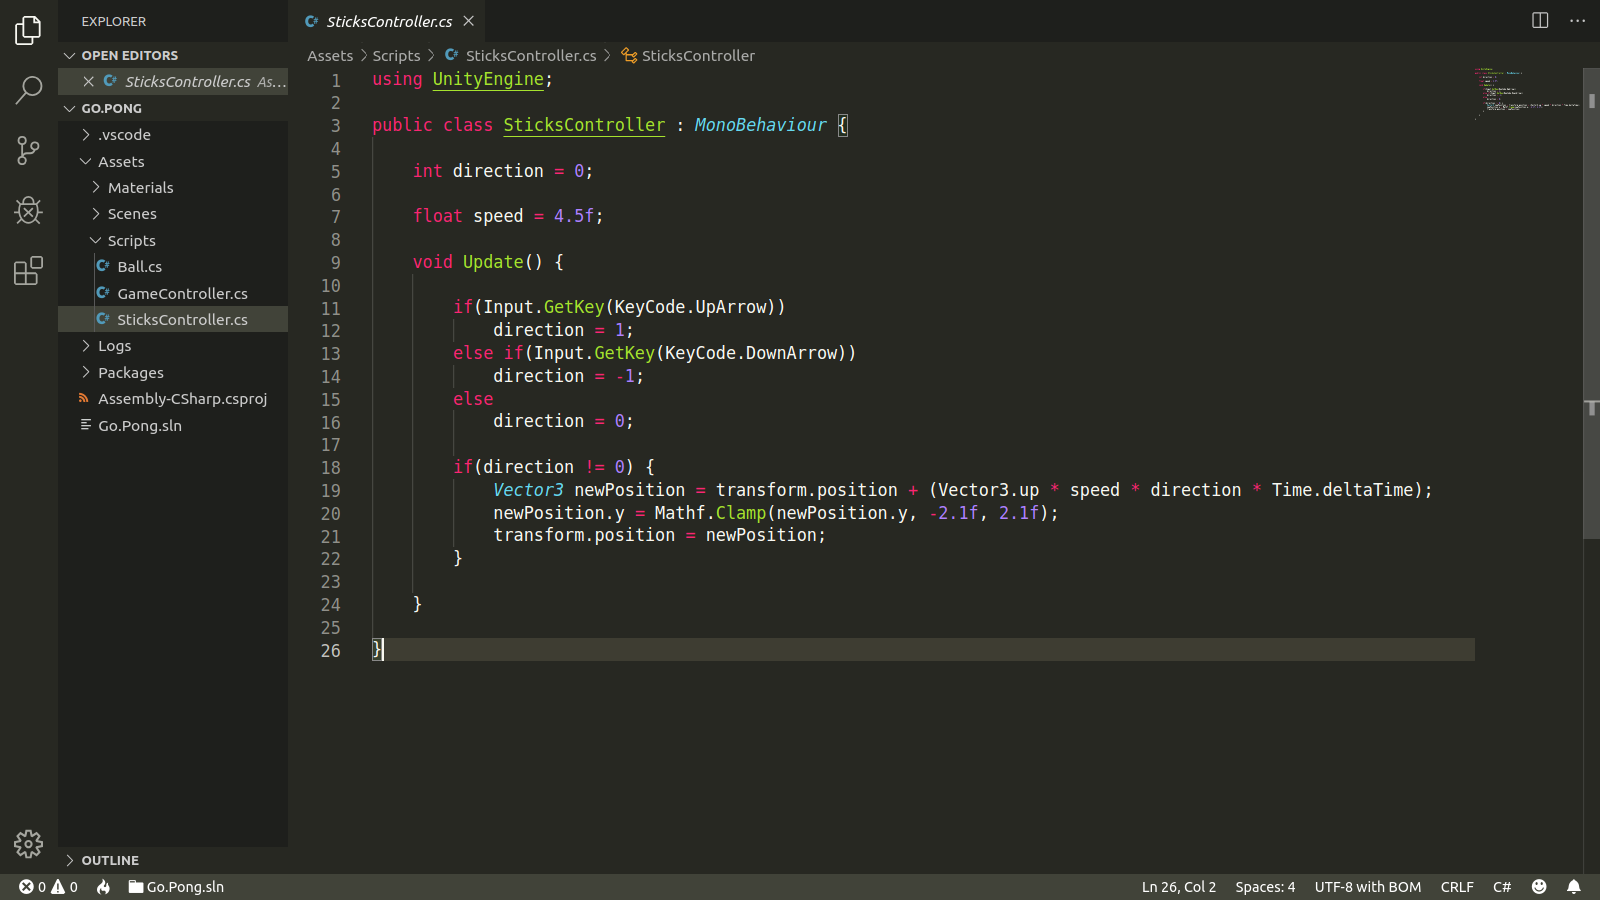 EXPLORER
OPEN EDITORS
SticksController.cs As...
GO.PONG
.vscode
Assets
Materials
Scenes
Scripts
Ball.cs
GameController.cs
SticksController.cs
Logs
Packages
Assembly-CSharp.csproj
Go.Pong.sln
OUTLINE
SticksController.cs
Assets > Scripts > SticksController.cs > SticksController
1 using UnityEngine;
2
3 public class SticksController : MonoBehaviour {
4
5 int direction = 0;
6
7 float speed = 4.5f;
8
9 void Update() {
10
11 if(Input.GetKey(KeyCode.UpArrow))
12 direction = 1;
13 else if(Input.GetKey(KeyCode.DownArrow))
14 direction = -1;
15 else
16 direction = 0;
17
18 if(direction != 0) {
19 Vector3 newPosition = transform.position + (Vector3.up * speed * direction * Time.deltaTime);
20 newPosition.y = Mathf.Clamp(newPosition.y, -2.1f, 2.1f);
21 transform.position = newPosition;
22 }
23
24 }
25
26 }
0 0 Go.Pong.sln Ln 26, Col 2 Spaces: 4 UTF-8 with BOM CRLF C#